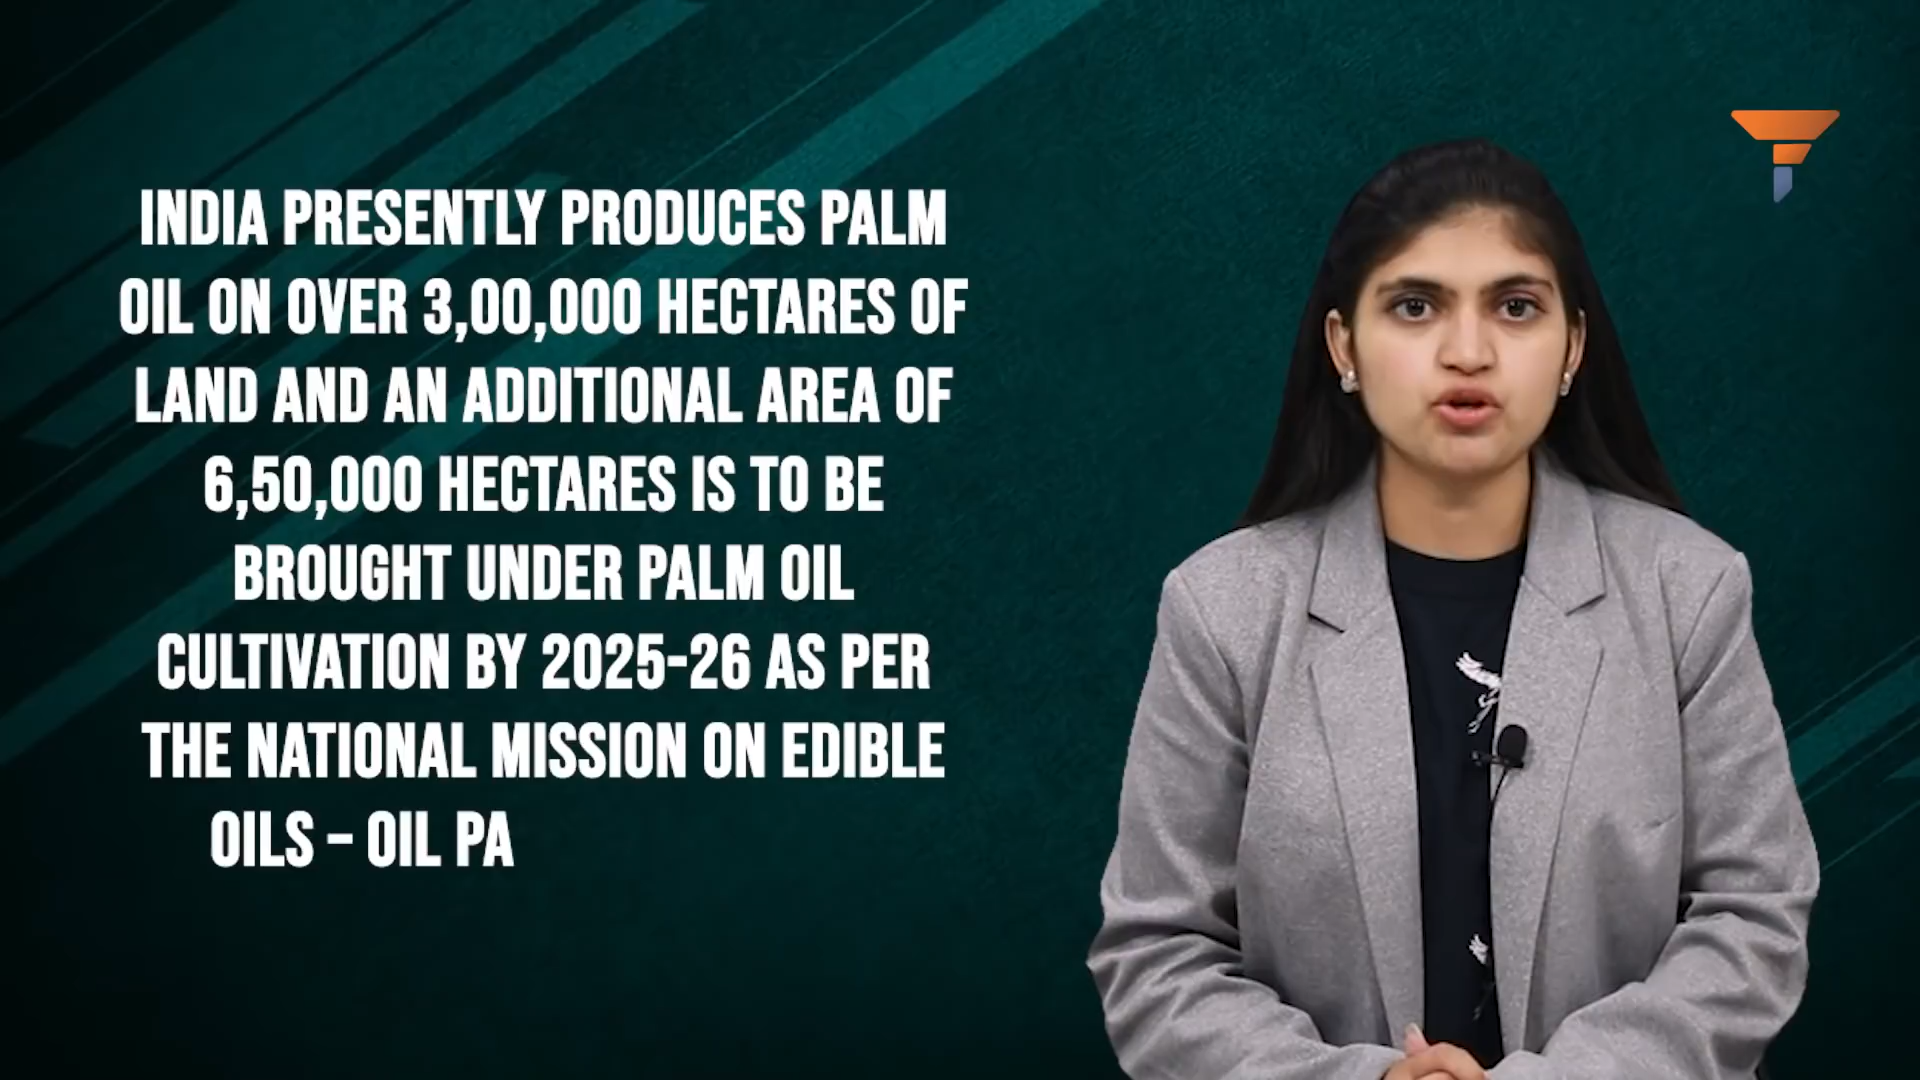 INDIA PRESENTLY PRODUCES PALM
OIL ON OVER 3,00,000 HECTARES OF
LAND AND AN ADDITIONAL AREA OF
6,50,000 HECTARES IS TO BE
BROUGHT UNDER PALM OIL
CULTIVATION BY 2025-26 AS PER
THE NATIONAL MISSION ON EDIBLE
OILS – OIL PA